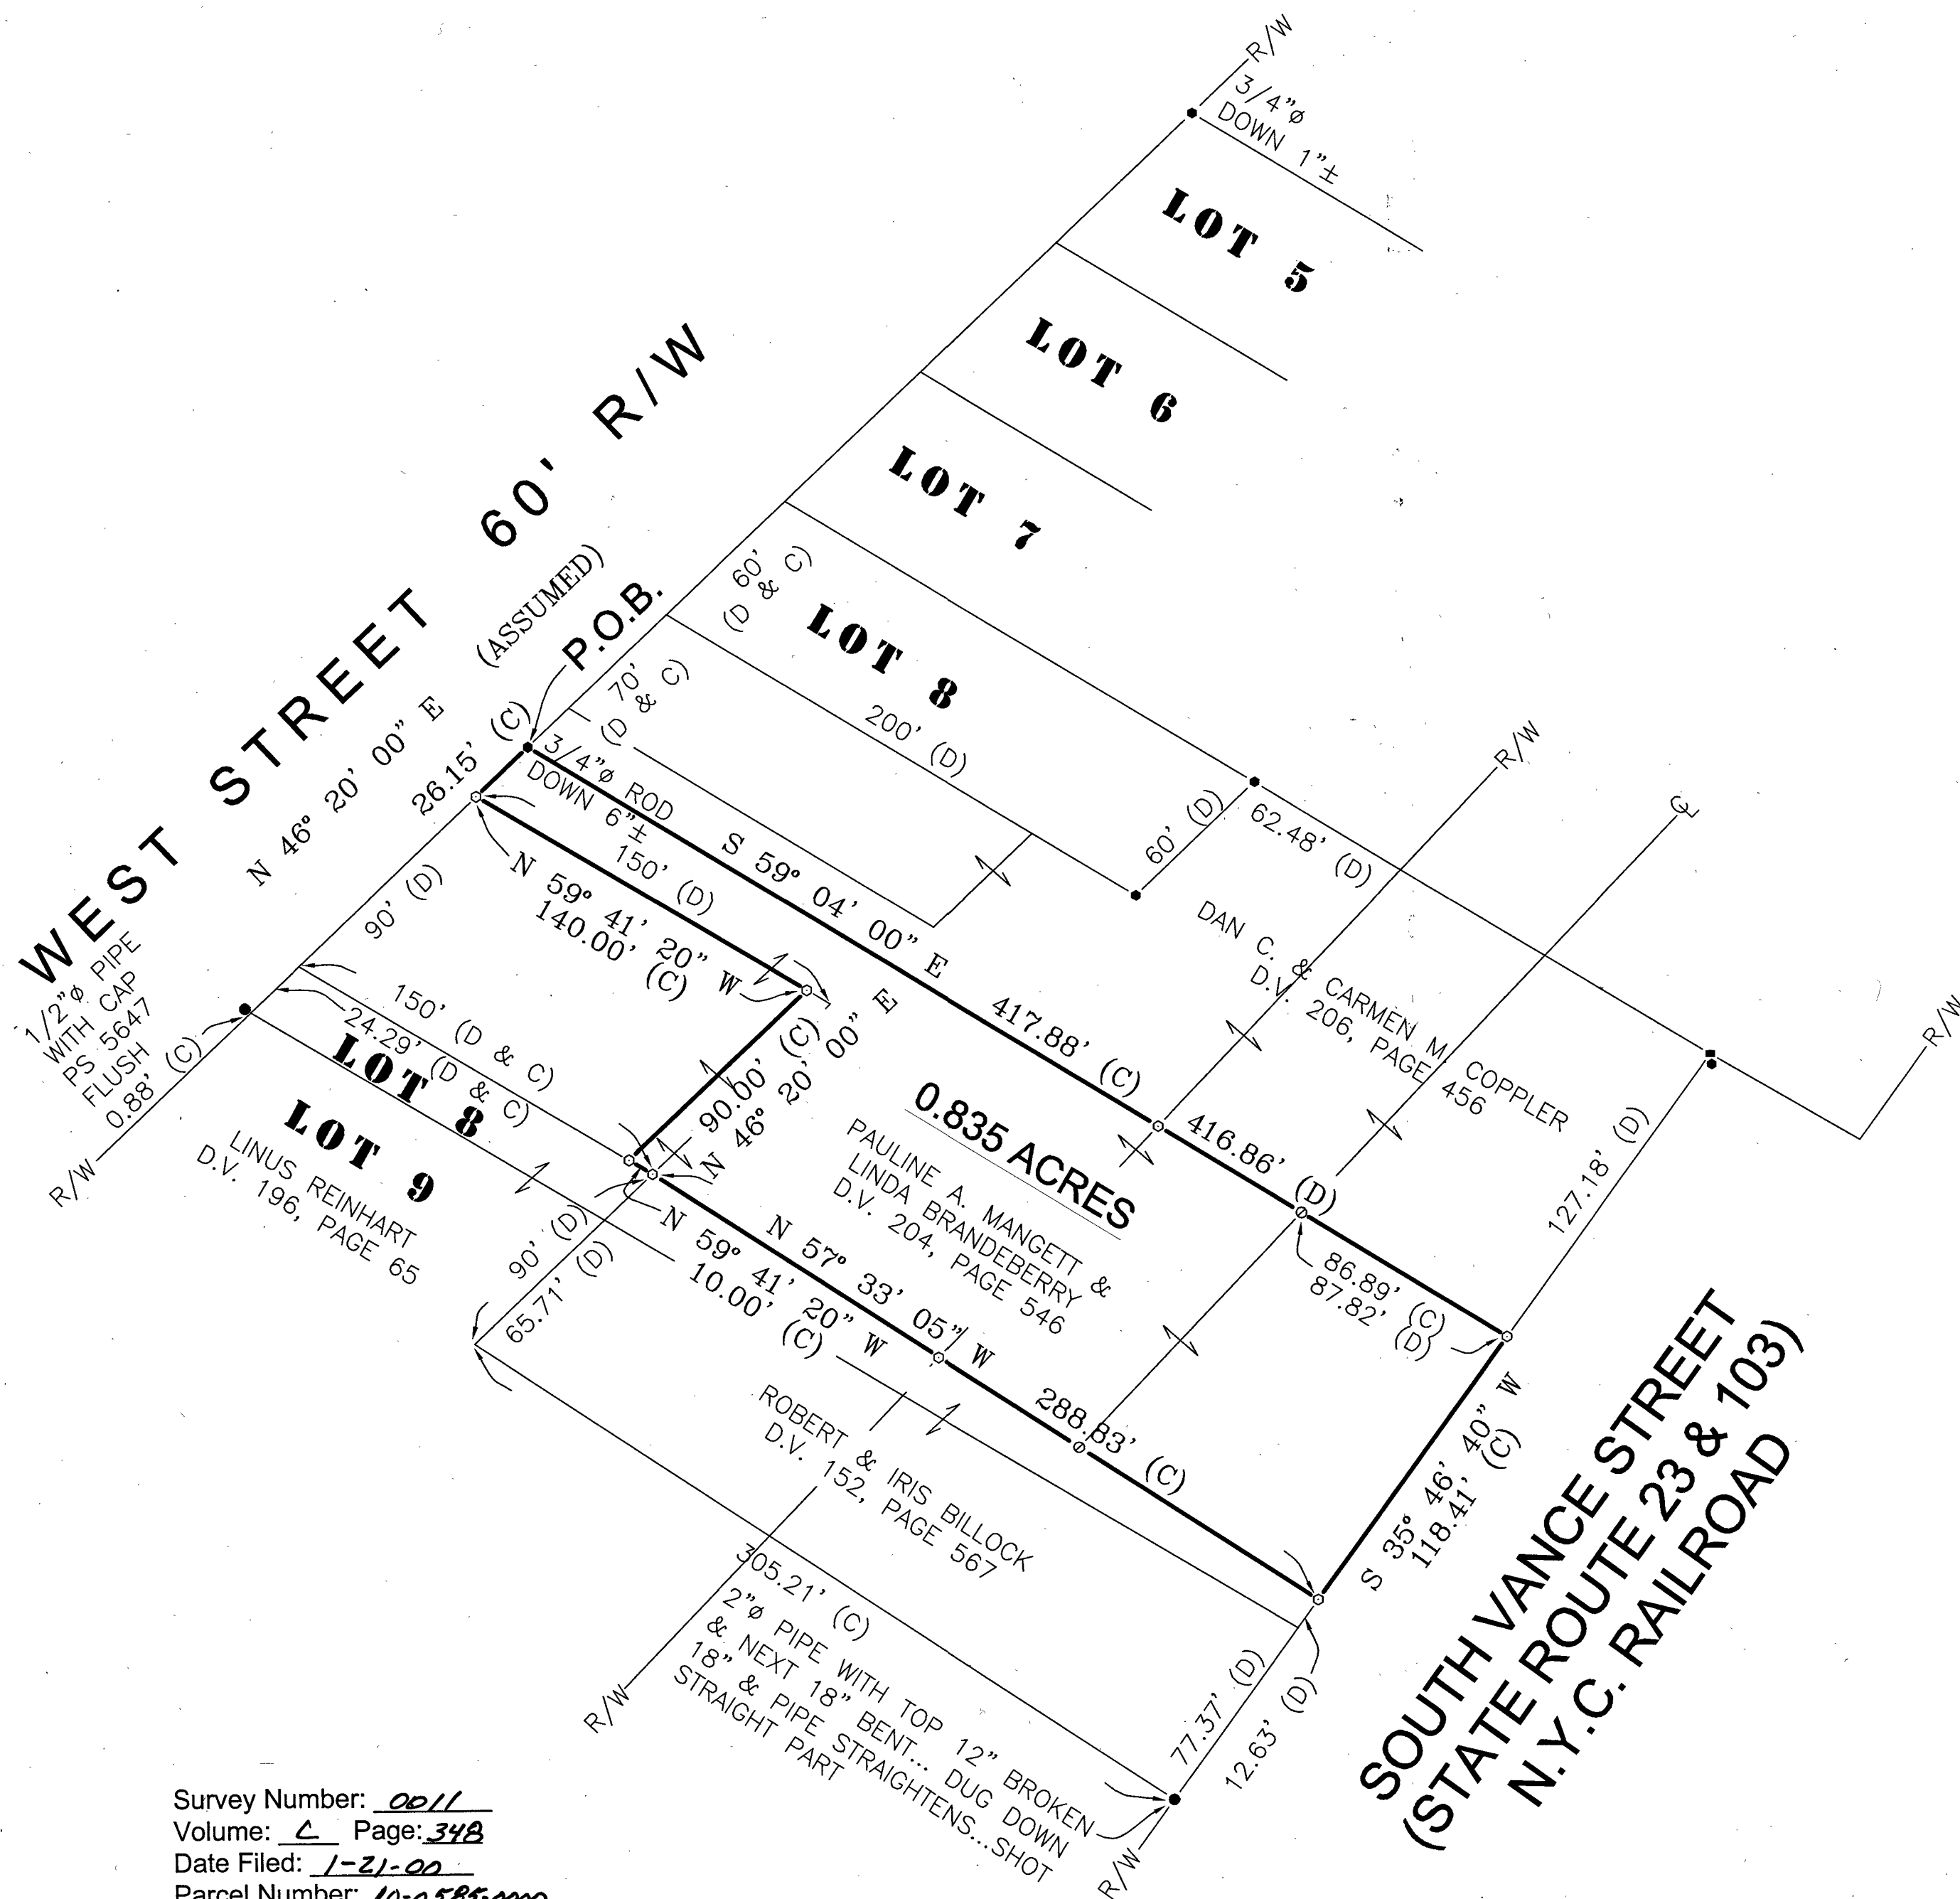 R/W
3/4"ø
DOWN 1"±
LOT 5
LOT 6
LOT 7
WEST STREET 60' R/W
(ASSUMED)
N 46° 20' 00" E
P.O.B.
26.15' (C)
60'
(D & C)
LOT 8
70'
(D & C)
200' (D)
3/4"ø ROD
DOWN 6"±
150' (D)
S 59° 04' 00" E
60' (D)
62.48' (D)
R/W
℄
N 59° 41' 20" W
140.00' (C)
90' (D)
1/2"ø PIPE
WITH CAP
PS 5647
FLUSH
0.88' (C)
R/W
150' (D & C)
24.29' (D & C)
LOT 8
LOT 9
LINUS REINHART
D.V. 196, PAGE 65
90.00' (C)
N 46° 20' 00" E
417.88' (C)
416.86' (D)
DAN C. & CARMEN M. COPPLER
D.V. 206, PAGE 456
R/W
0.835 ACRES
PAULINE A. MANGETT &
LINDA BRANDEBERRY
D.V. 204, PAGE 546
127.18' (D)
86.89' (C)
87.82' (D)
90' (D)
65.71' (D)
N 59° 41' 20" W
10.00' (C)
N 57° 33' 05" W
288.83' (C)
S 35° 46' 40" W
118.41' (C)
ROBERT & IRIS BILLOCK
D.V. 152, PAGE 567
305.21' (C)
2"ø PIPE WITH TOP 12" BROKEN
& NEXT 18" BENT... DUG DOWN
18" & PIPE STRAIGHTENS...SHOT
STRAIGHT PART
R/W
77.37' (D)
12.63' (D)
R/W
SOUTH VANCE STREET
(STATE ROUTE 23 & 103)
N.Y.C. RAILROAD
Survey Number: 0011
Volume: C Page: 348
Date Filed: 1-21-00
Parcel Number: 10-0585-0000